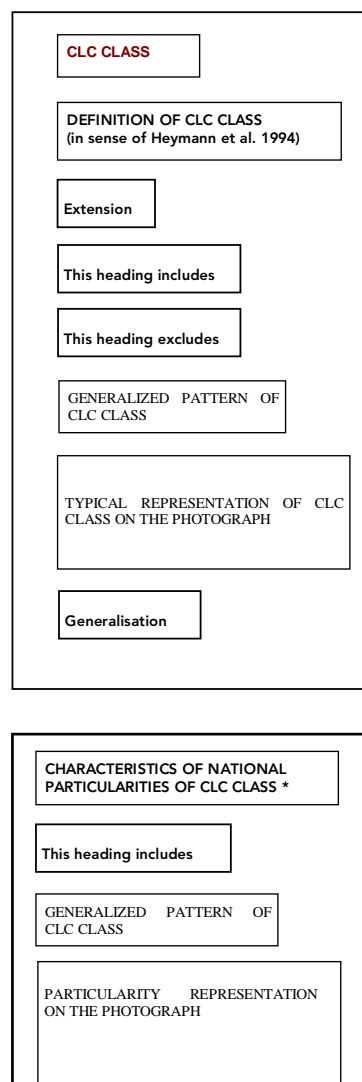 CLC CLASS
DEFINITION OF CLC CLASS
(in sense of Heymann et al. 1994)
Extension
This heading includes
This heading excludes
GENERALIZED PATTERN OF
CLC CLASS
TYPICAL REPRESENTATION OF CLC
CLASS ON THE PHOTOGRAPH
Generalisation
CHARACTERISTICS OF NATIONAL
PARTICULARITIES OF CLC CLASS *
This heading includes
GENERALIZED PATTERN OF
CLC CLASS
PARTICULARITY REPRESENTATION
ON THE PHOTOGRAPH